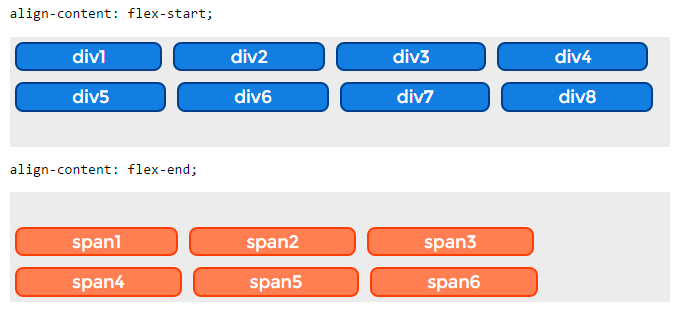 align-content: flex-start;
div1 div2 div3 div4
div5 div6 div7 div8
align-content: flex-end;
span1 span2 span3
span4 span5 span6